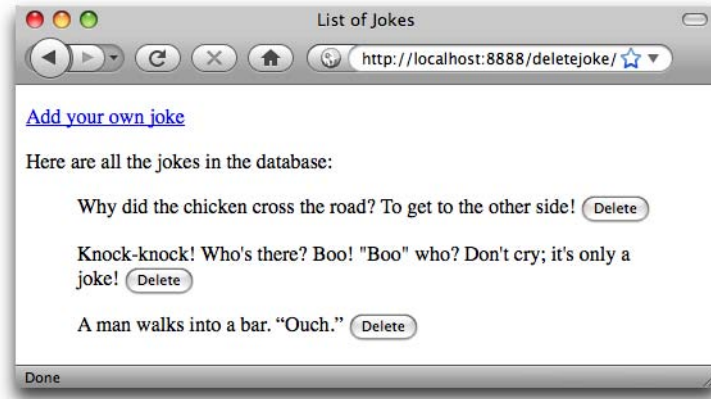 List of Jokes
http://localhost:8888/deletejoke/
Add your own joke
Here are all the jokes in the database:
Why did the chicken cross the road? To get to the other side! Delete
Knock-knock! Who's there? Boo! "Boo" who? Don't cry; it's only a
joke! Delete
A man walks into a bar. “Ouch.” Delete
Done